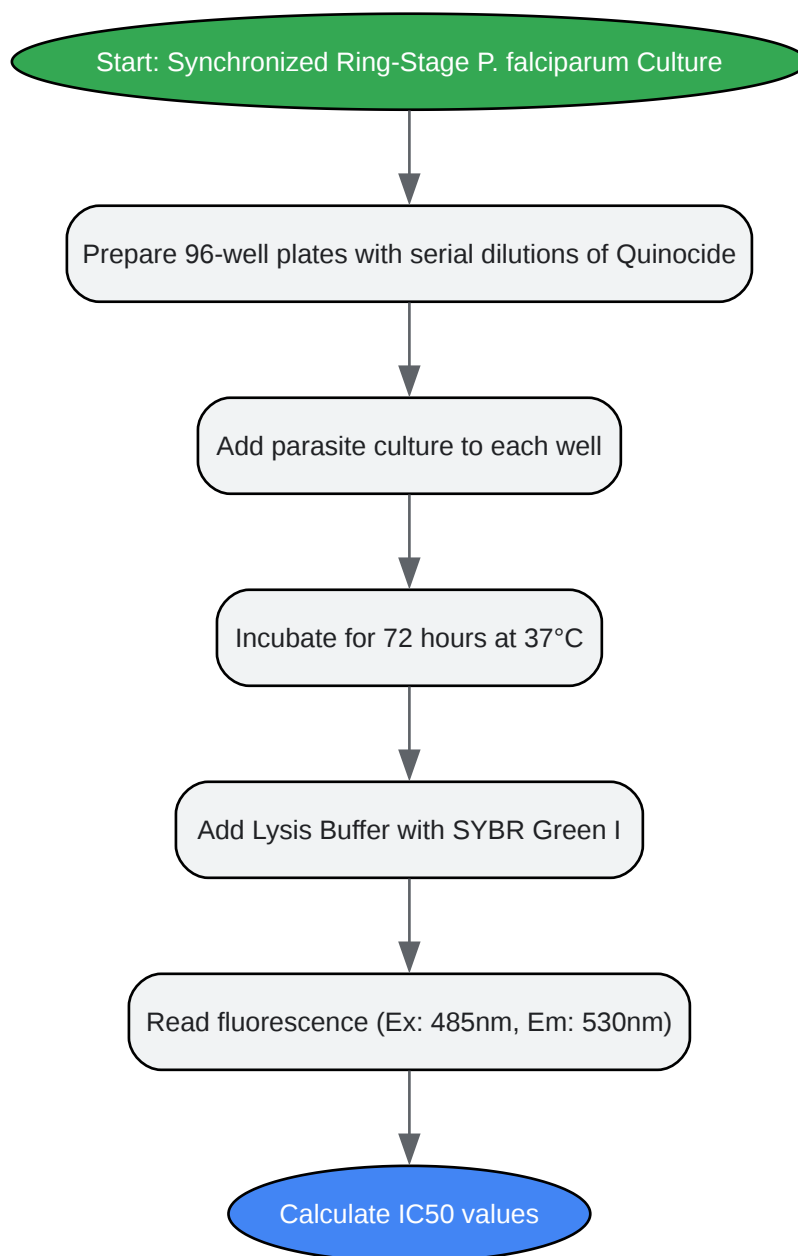 Start: Synchronized Ring-Stage P. falciparum Culture
Prepare 96-well plates with serial dilutions of Quinocide
Add parasite culture to each well
Incubate for 72 hours at 37°C
Add Lysis Buffer with SYBR Green I
Read fluorescence (Ex: 485nm, Em: 530nm)
Calculate IC50 values